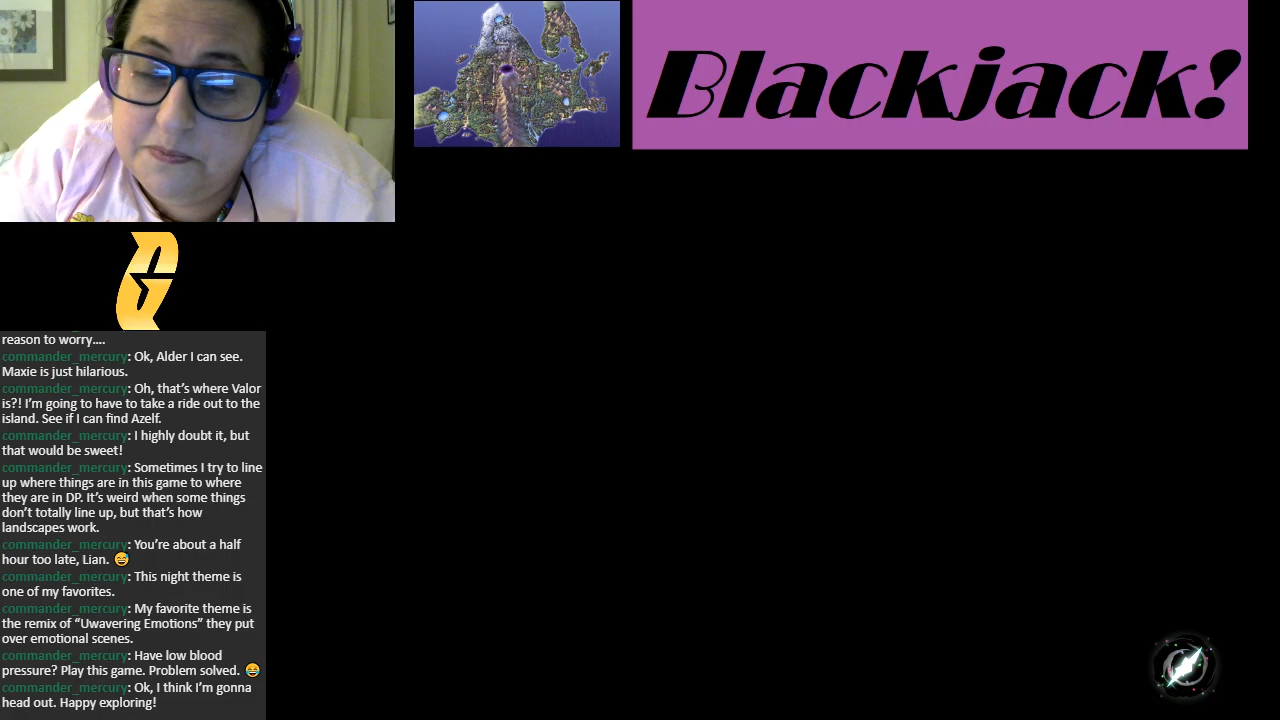 Blackjack!
reason to worry....
commander_mercury: Ok, Alder I can see.
Maxie is just hilarious.
commander_mercury: Oh, that's where Valor
is?! I'm going to have to take a ride out to the
island. See if I can find Azelf.
commander_mercury: I highly doubt it, but
that would be sweet!
commander_mercury: Sometimes I try to line
up where things are in this game to where
they are in DP. It's weird when some things
don't totally line up, but that's how
landscapes work.
commander_mercury: You're about a half
hour too late, Lian. 😅
commander_mercury: This night theme is
one of my favorites.
commander_mercury: My favorite theme is
the remix of “Uwavering Emotions” they put
over emotional scenes.
commander_mercury: Have low blood
pressure? Play this game. Problem solved. 😂
commander_mercury: Ok, I think I'm gonna
head out. Happy exploring!